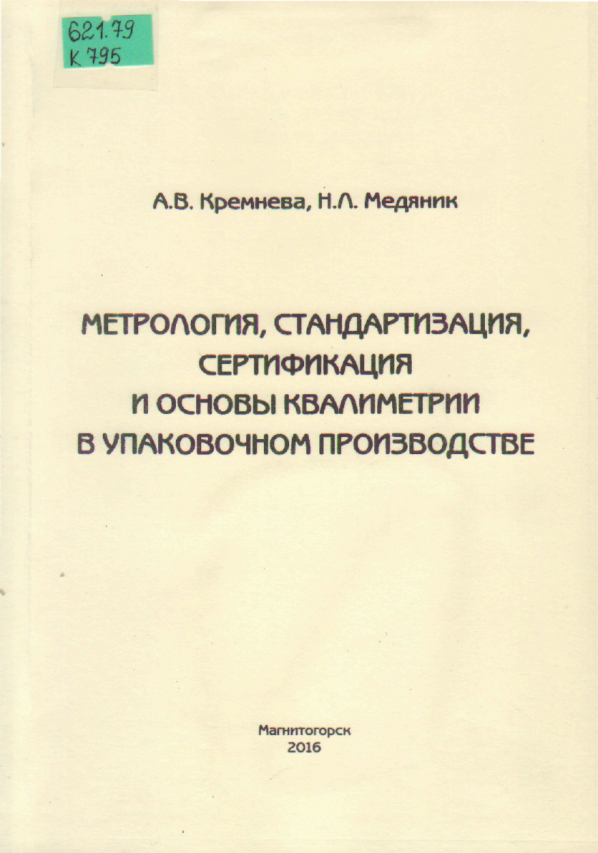 621.79
К 795
А.В. Кремнева, Н.Л. Медяник
МЕТРОЛОГИЯ, СТАНДАРТИЗАЦИЯ,
СЕРТИФИКАЦИЯ
И ОСНОВЫ КВАЛИМЕТРИИ
В УПАКОВОЧНОМ ПРОИЗВОДСТВЕ
Магнитогорск
2016